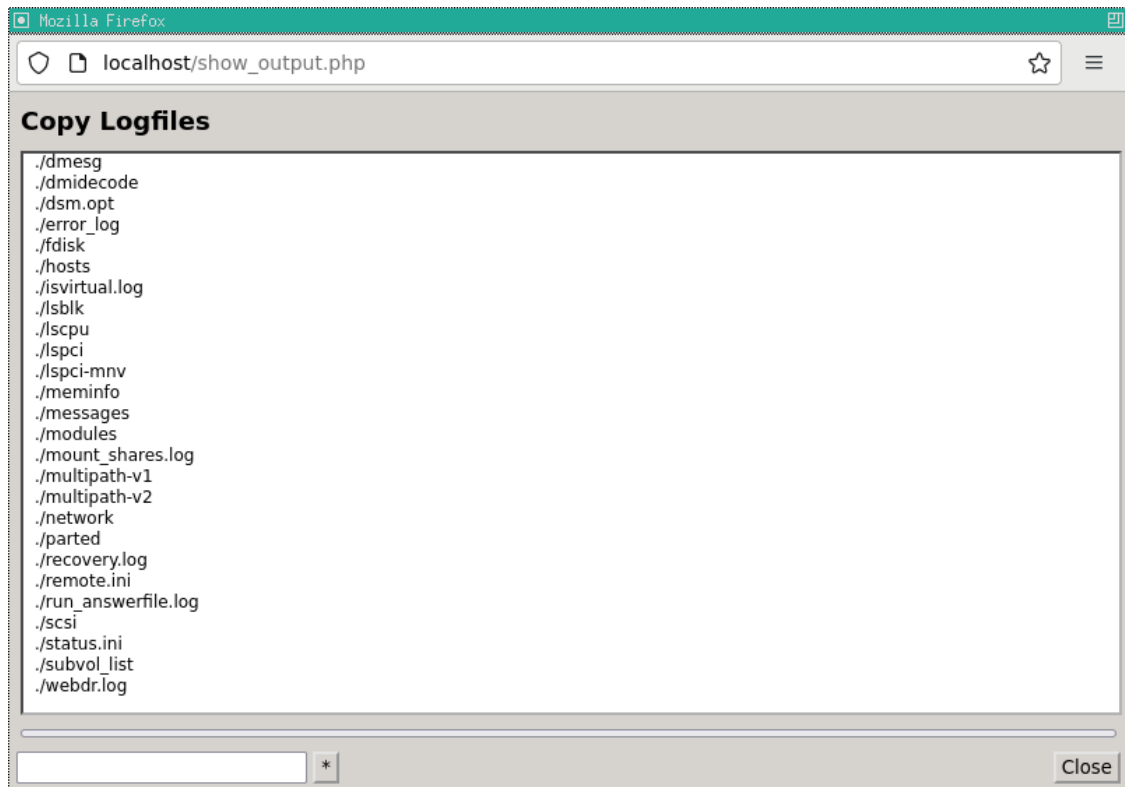 Mozilla Firefox
localhost/show_output.php
Copy Logfiles
./dmesg
./dmidecode
./dsm.opt
./error_log
./fdisk
./hosts
./isvirtual.log
./lsblk
./lscpu
./lspci
./lspci-mnv
./meminfo
./messages
./modules
./mount_shares.log
./multipath-v1
./multipath-v2
./network
./parted
./recovery.log
./remote.ini
./run_answerfile.log
./scsi
./status.ini
./subvol_list
./webdr.log
* Close